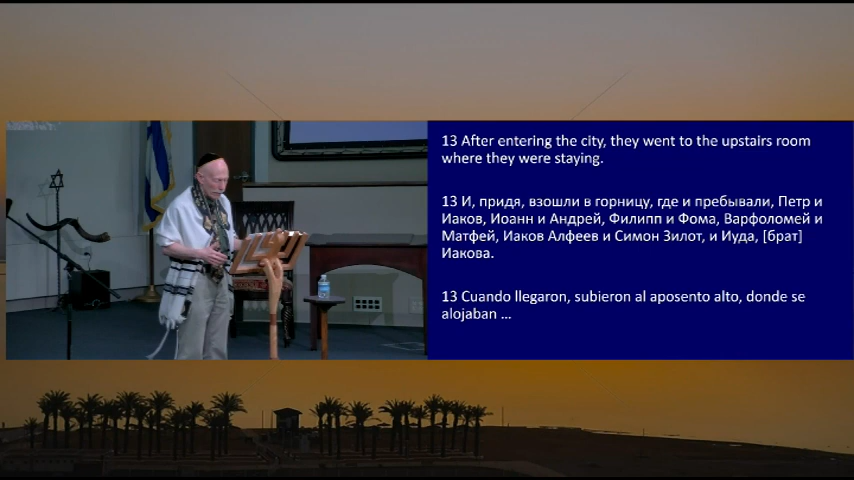 13 After entering the city, they went to the upstairs room
where they were staying.
13 И, придя, взошли в горницу, где и пребывали, Петр и
Иаков, Иоанн и Андрей, Филипп и Фома, Варфоломей и
Матфей, Иаков Алфеев и Симон Зилот, и Иуда, [брат]
Иакова.
13 Cuando llegaron, subieron al aposento alto, donde se
alojaban ...